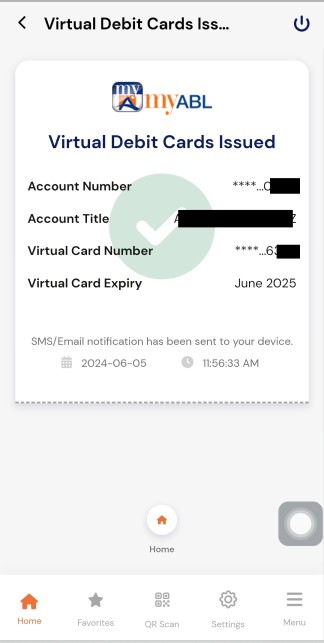 Virtual Debit Cards Iss...
my
myABL
Virtual Debit Cards Issued
Account Number ****...
Account Title
Virtual Card Number ****...6
Virtual Card Expiry June 2025
SMS/Email notification has been sent to your device.
2024-06-05 11:56:33 AM
Home
Home Favorites QR Scan Settings Menu